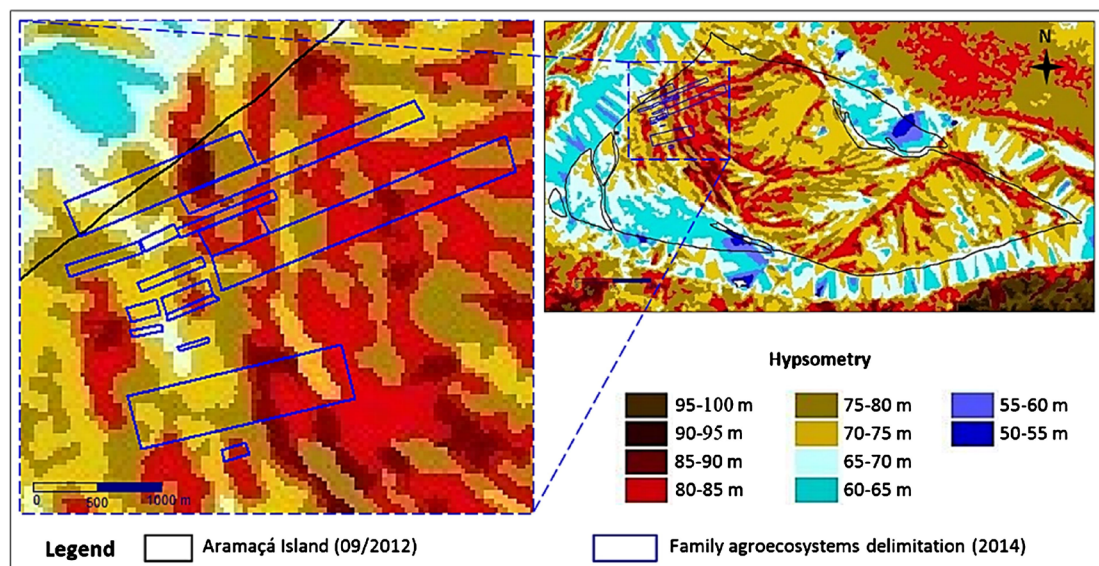 N
0 500 1000 m
Hypsometry
95-100 m
90-95 m
85-90 m
80-85 m
75-80 m
70-75 m
65-70 m
60-65 m
55-60 m
50-55 m
Legend
Aramaçá Island (09/2012)
Family agroecosystems delimitation (2014)